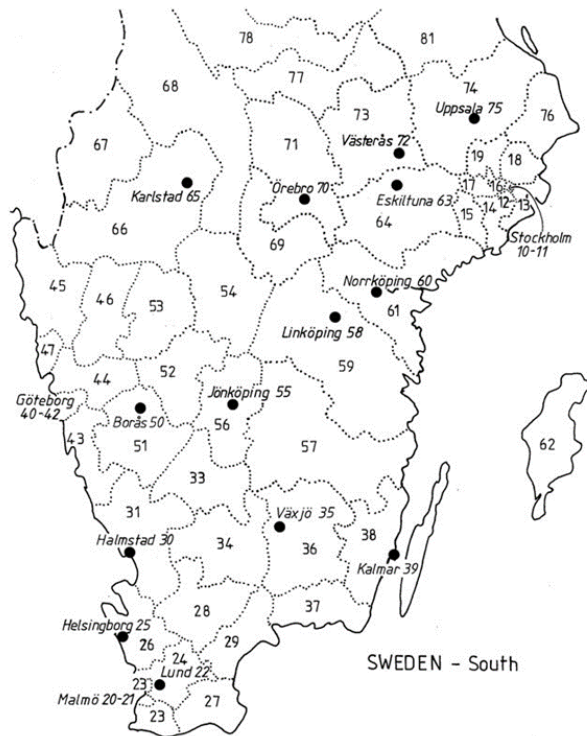 78
81
77
68
74
73
76
Uppsala 75
67
71
Västerås 72
19
18
17
16
Karlstad 65
Örebro 70
Eskiltuna 63
12
13
14
15
64
66
69
Stockholm
10-11
45
46
53
54
Norrköping 60
61
Linköping 58
47
52
59
44
Göteborg
40-42
Borås 50
Jönköping 55
56
43
51
57
62
33
31
Växjö 35
38
Halmstad 30
34
36
Kalmar 39
37
28
Helsingborg 25
26
29
24
SWEDEN - South
Lund 22
23
Malmö 20-21
27
23